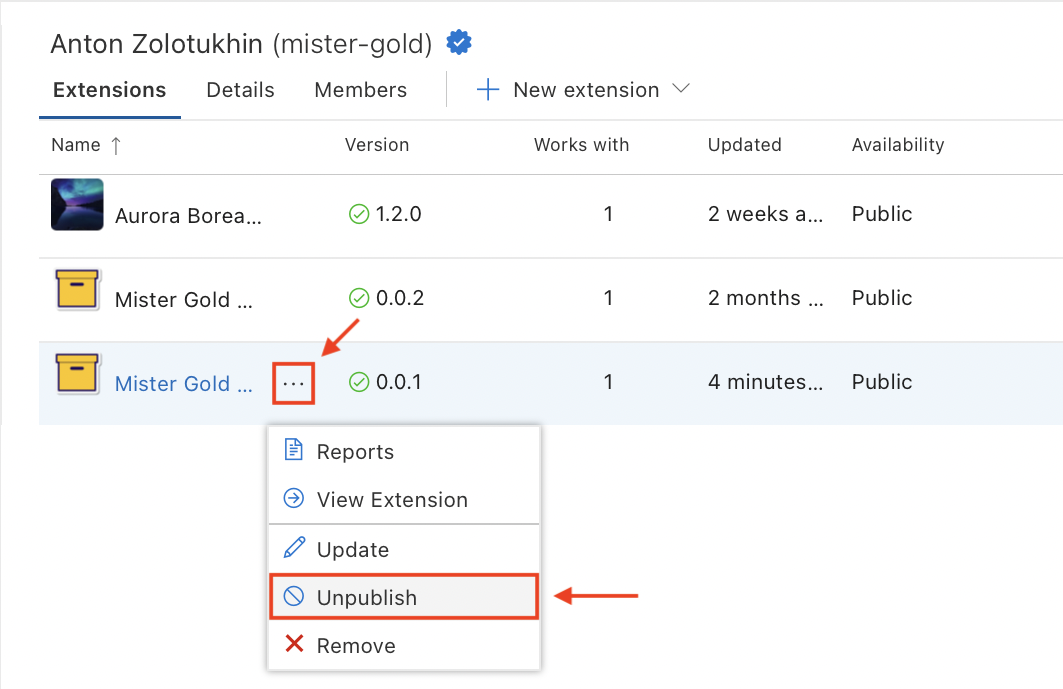 Anton Zolotukhin (mister-gold)
Extensions Details Members New extension
Name ↑ Version Works with Updated Availability
Aurora Borea... 1.2.0 1 2 weeks a... Public
Mister Gold ... 0.0.2 1 2 months ... Public
Mister Gold ... ... 0.0.1 1 4 minutes... Public
Reports
View Extension
Update
Unpublish
Remove